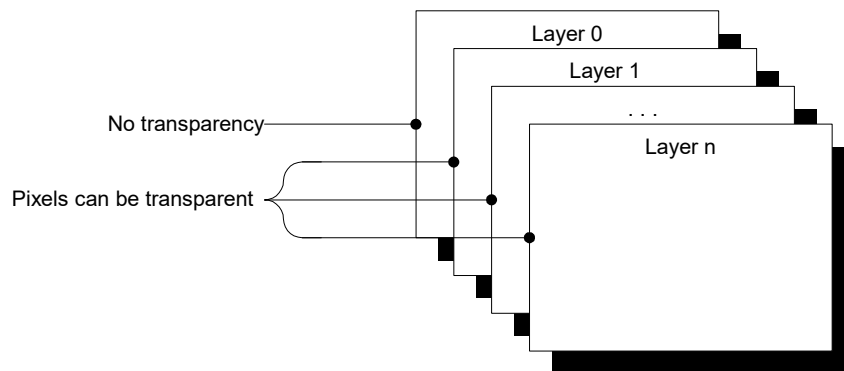 Layer 0
Layer 1
. . .
No transparency
Layer n
Pixels can be transparent